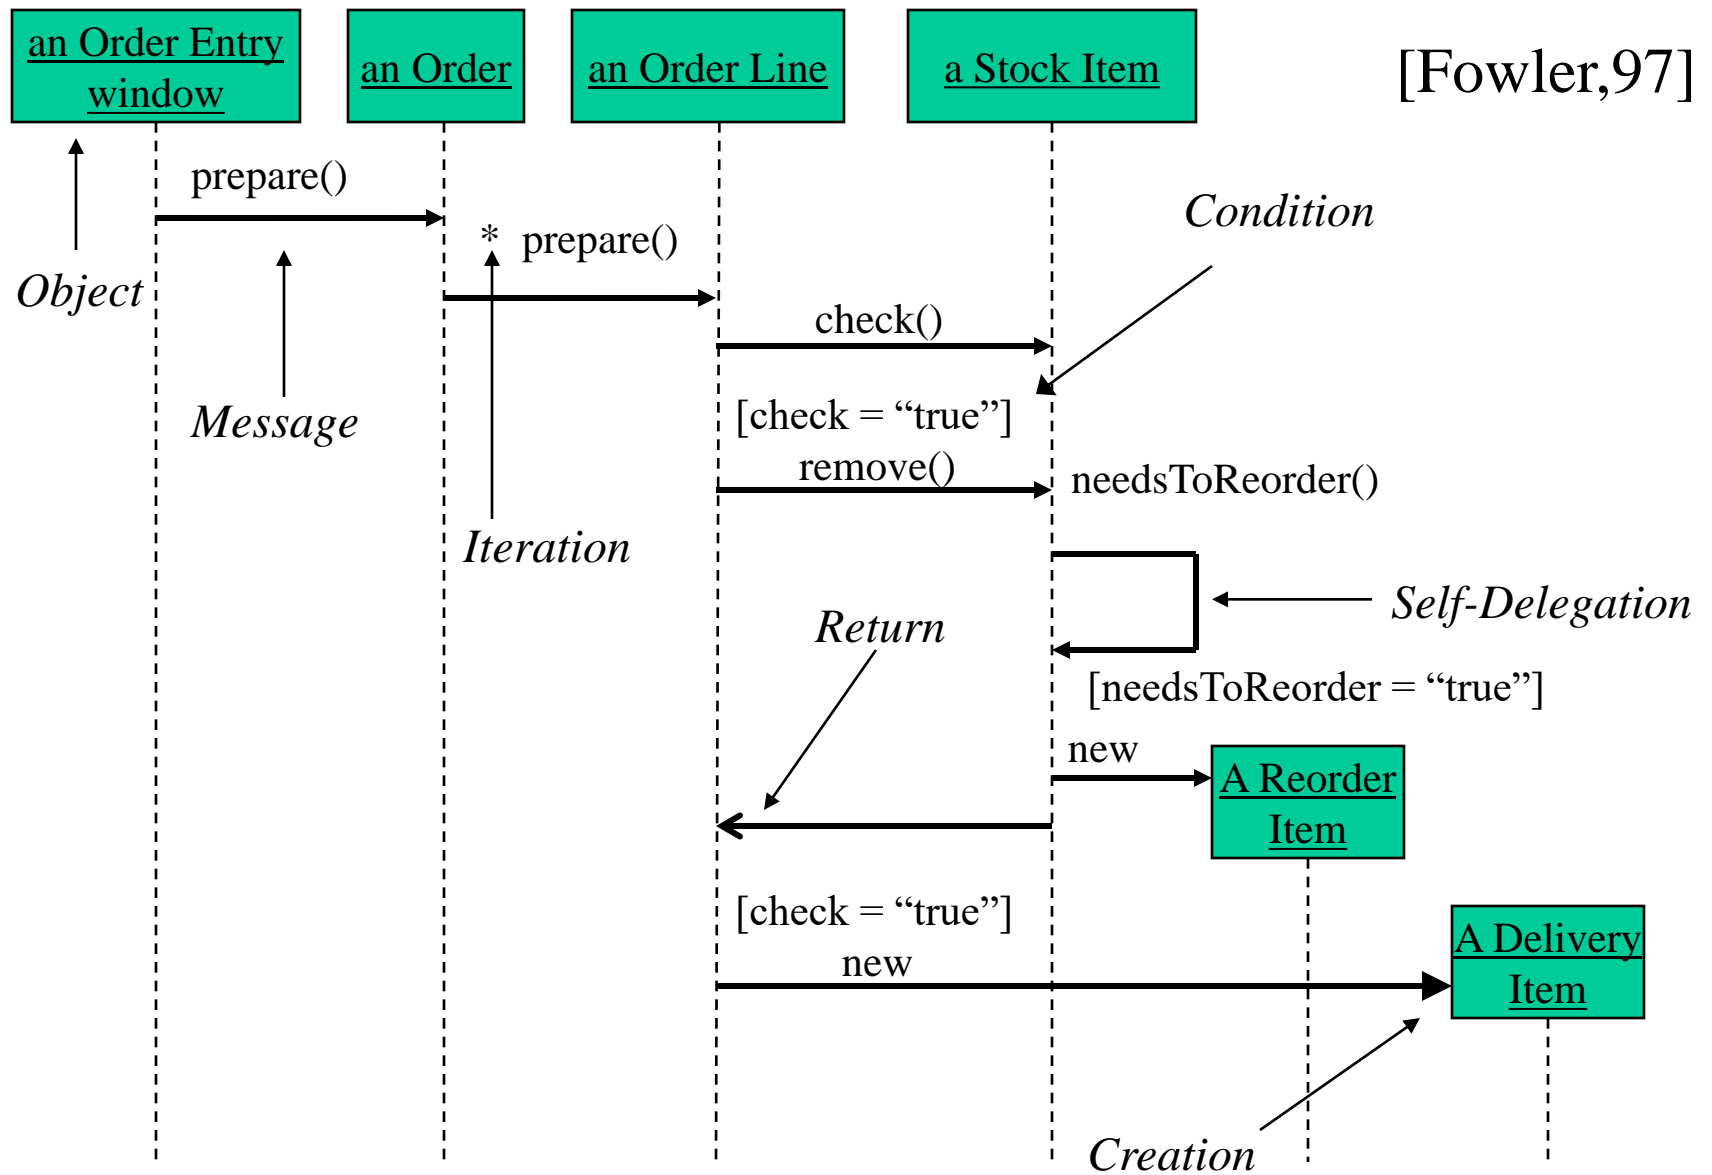 an Order Entry
window
an Order
an Order Line
a Stock Item
[Fowler,97]
prepare()
Condition
* prepare()
Object
check()
Message
[check = “true”]
remove()
needsToReorder()
Iteration
Self-Delegation
Return
[needsToReorder = “true”]
new
A Reorder
Item
[check = “true”]
new
A Delivery
Item
Creation